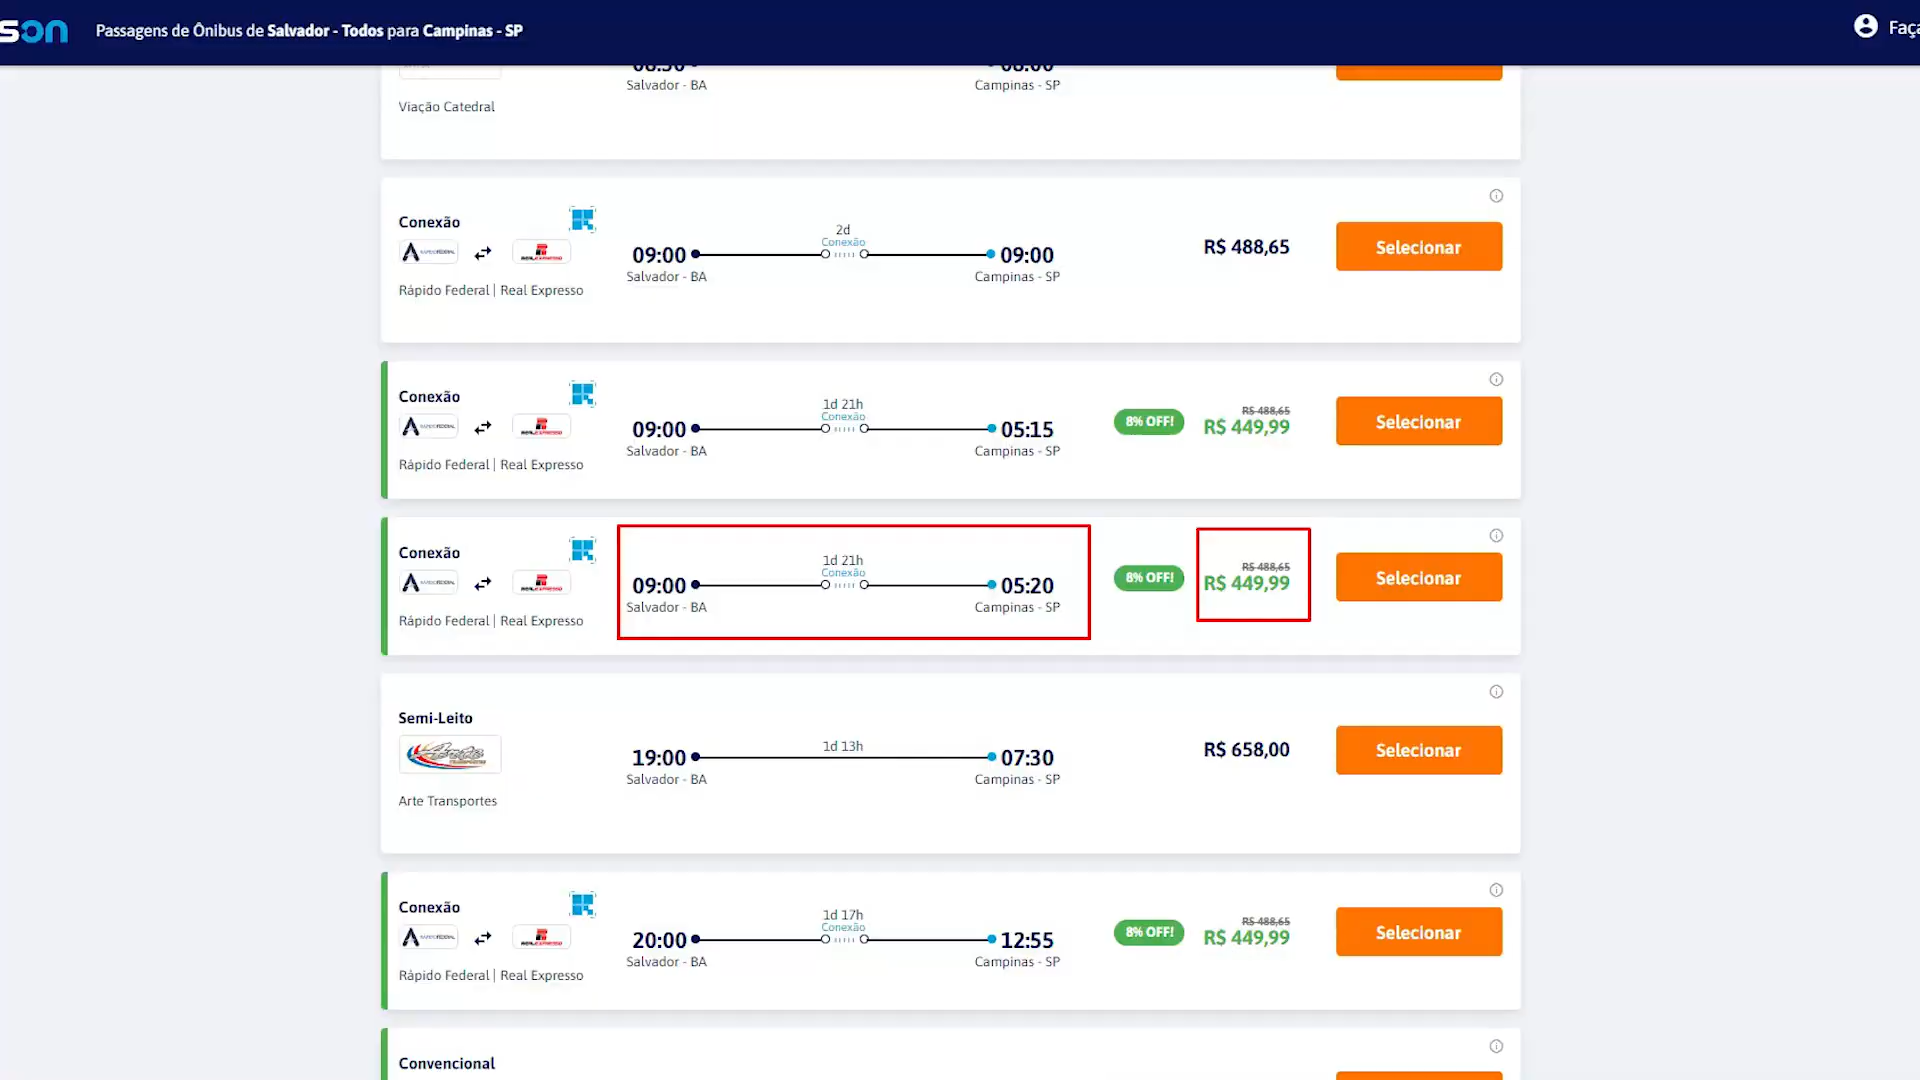 son Passagens de Ônibus de Salvador - Todos para Campinas - SP Faça
Salvador - BA Campinas - SP
Viação Catedral
Conexão
2d
Conexão
09:00 09:00 R$ 488,65 Selecionar
Salvador - BA Campinas - SP
Rápido Federal | Real Expresso
Conexão
1d 21h
Conexão
8% OFF! R$ 488,65
09:00 05:15 R$ 449,99 Selecionar
Salvador - BA Campinas - SP
Rápido Federal | Real Expresso
Conexão
1d 21h
Conexão
8% OFF! R$ 488,65
09:00 05:20 R$ 449,99 Selecionar
Salvador - BA Campinas - SP
Rápido Federal | Real Expresso
Semi-Leito
1d 13h
19:00 07:30 R$ 658,00 Selecionar
Salvador - BA Campinas - SP
Arte Transportes
Conexão
1d 17h
Conexão
8% OFF! R$ 488,65
20:00 12:55 R$ 449,99 Selecionar
Salvador - BA Campinas - SP
Rápido Federal | Real Expresso
Convencional